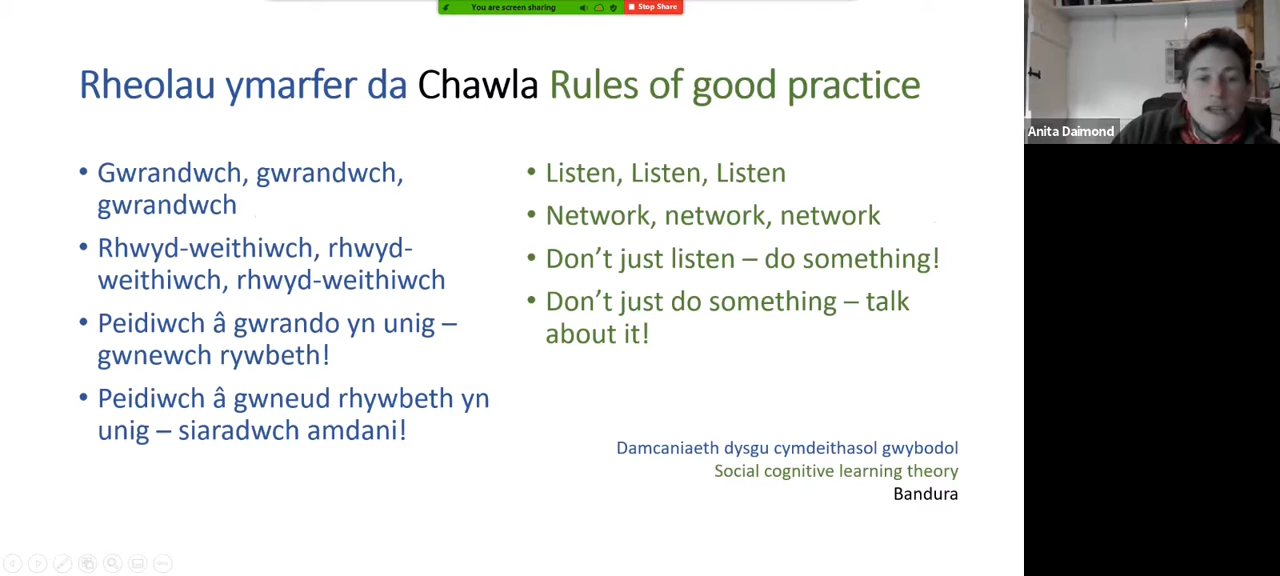 You are screen sharing
Stop Share
Rheolau ymarfer da Chawla Rules of good practice
Anita Daimond
• Gwrandwch, gwrandwch,
gwrandwch
• Rhwyd-weithiwch, rhwyd-
weithiwch, rhwyd-weithiwch
• Peidiwch â gwrando yn unig –
gwnewch rywbeth!
• Peidiwch â gwneud rhywbeth yn
unig – siaradwch amdani!
• Listen, Listen, Listen
• Network, network, network
• Don't just listen – do something!
• Don't just do something – talk
about it!
Damcaniaeth dysgu cymdeithasol gwybodol
Social cognitive learning theory
Bandura